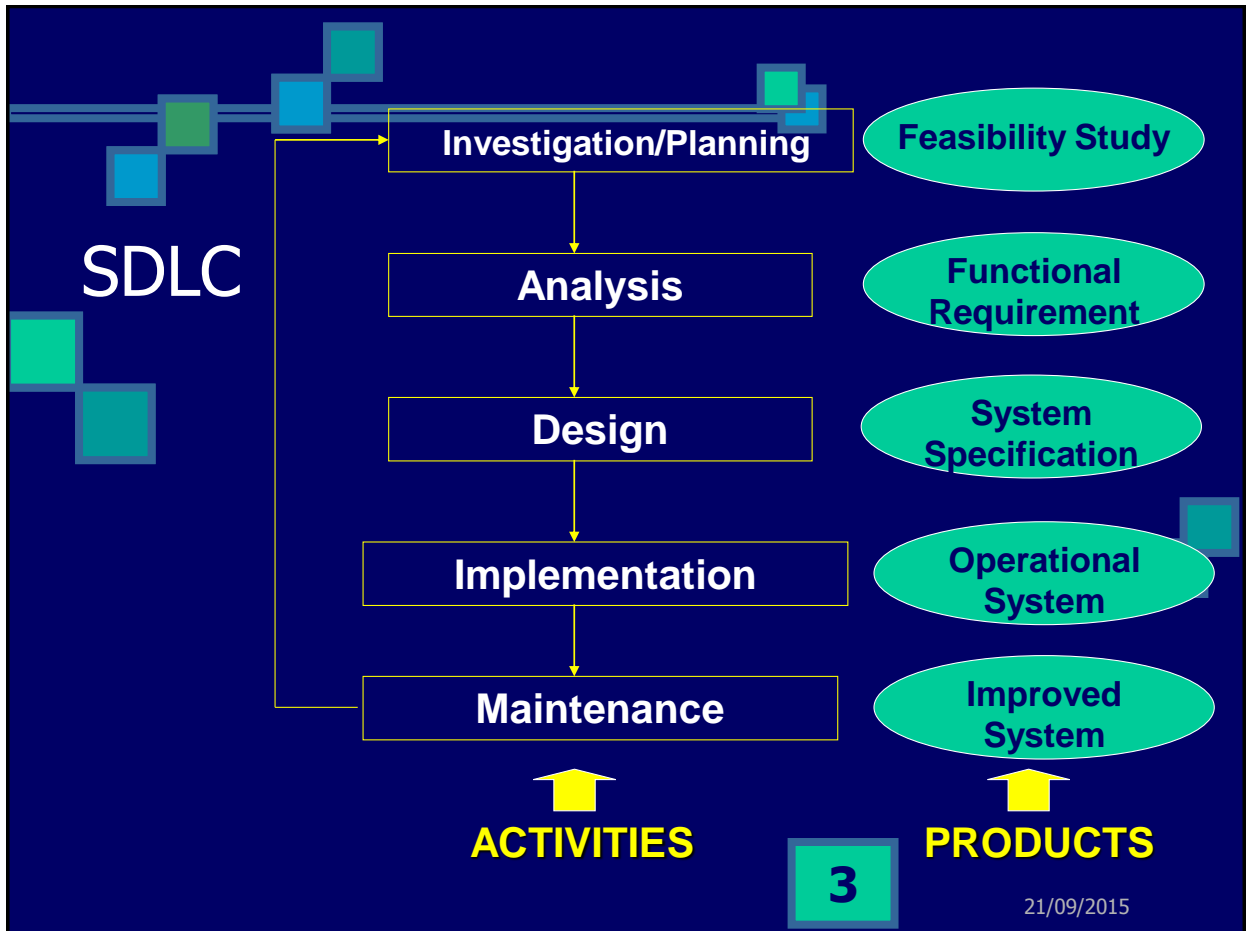 Investigation/Planning
Feasibility Study
SDLC
Analysis
Functional
Requirement
Design
System
Specification
Implementation
Operational
System
Maintenance
Improved
System
ACTIVITIES
PRODUCTS
3
21/09/2015